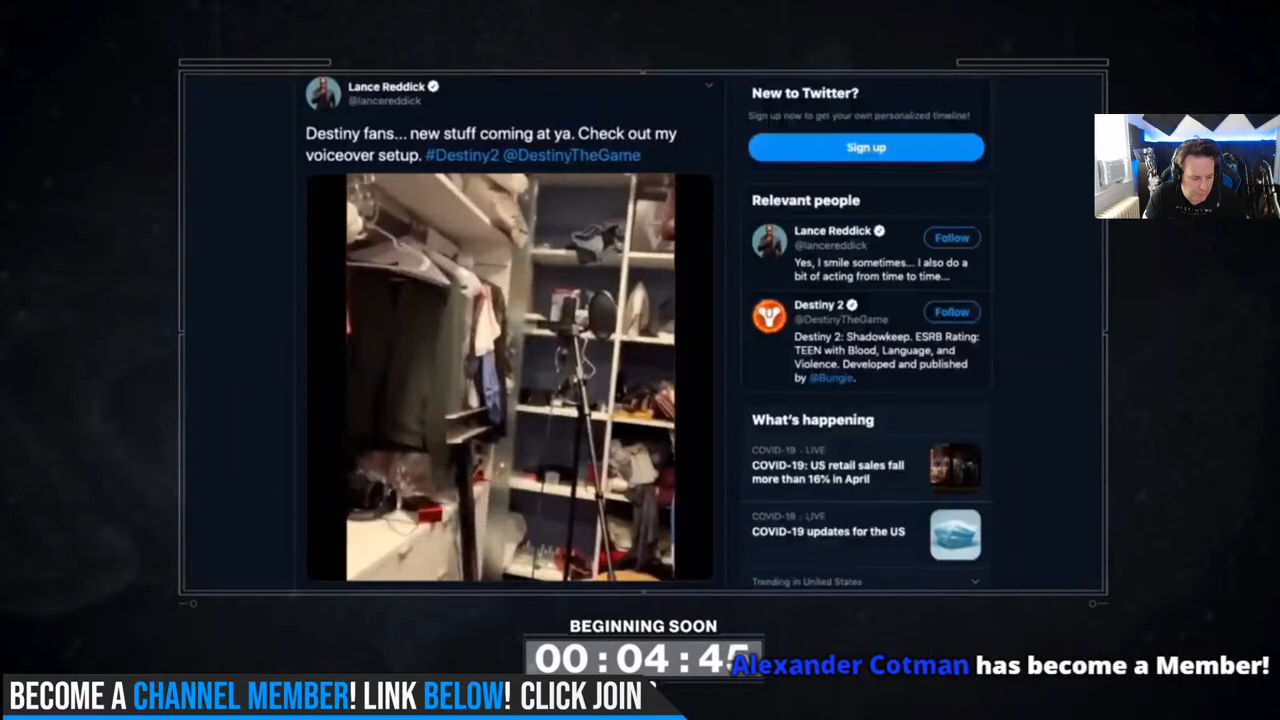 Lance Reddick
@lancereddick
Destiny fans... new stuff coming at ya. Check out my
voiceover setup. #Destiny2 @DestinyTheGame
New to Twitter?
Sign up now to get your own personalized timeline!
Sign up
Relevant people
Lance Reddick
@lancereddick
Follow
Yes, I smile sometimes... I also do a
bit of acting from time to time...
Destiny 2
@DestinyTheGame
Follow
Destiny 2: Shadowkeep. ESRB Rating:
TEEN with Blood, Language, and
Violence. Developed and published
by @Bungie.
What's happening
COVID-19 - LIVE
COVID-19: US retail sales fall
more than 16% in April
COVID-19 - LIVE
COVID-19 updates for the US
Trending in United States
BEGINNING SOON
00:04:45
Alexander Cotman has become a Member!
BECOME A CHANNEL MEMBER! LINK BELOW! CLICK JOIN